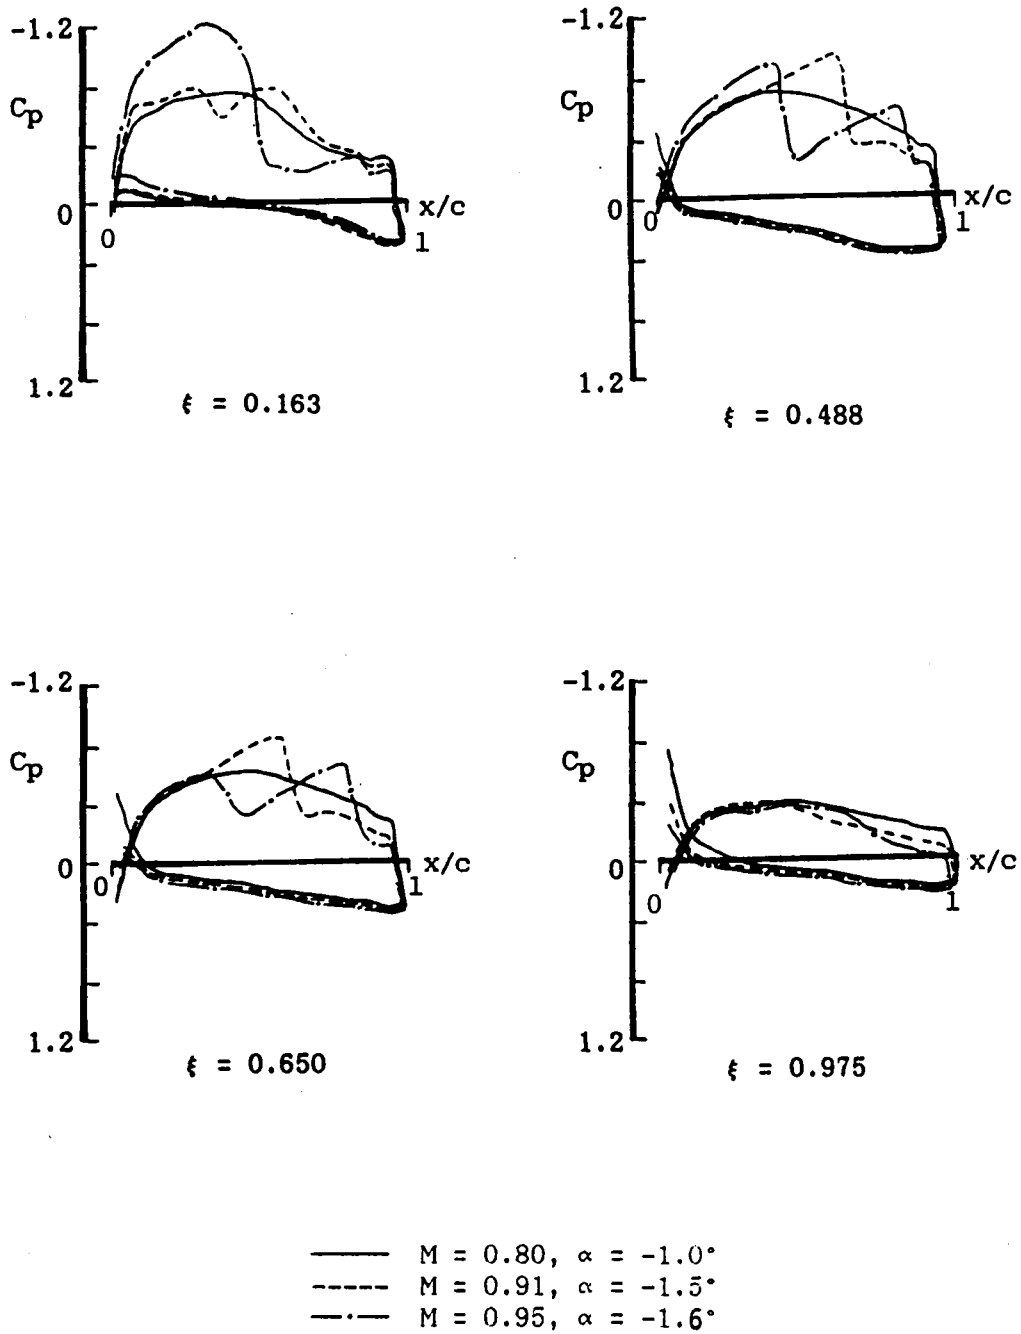 -1.2
Cp
0
x/c
0
1
1.2
ξ = 0.163
-1.2
Cp
0
x/c
0
1
1.2
ξ = 0.488
-1.2
Cp
0
x/c
0
1
1.2
ξ = 0.650
-1.2
Cp
0
x/c
0
1
1.2
ξ = 0.975
M = 0.80, α = -1.0°
M = 0.91, α = -1.5°
M = 0.95, α = -1.6°